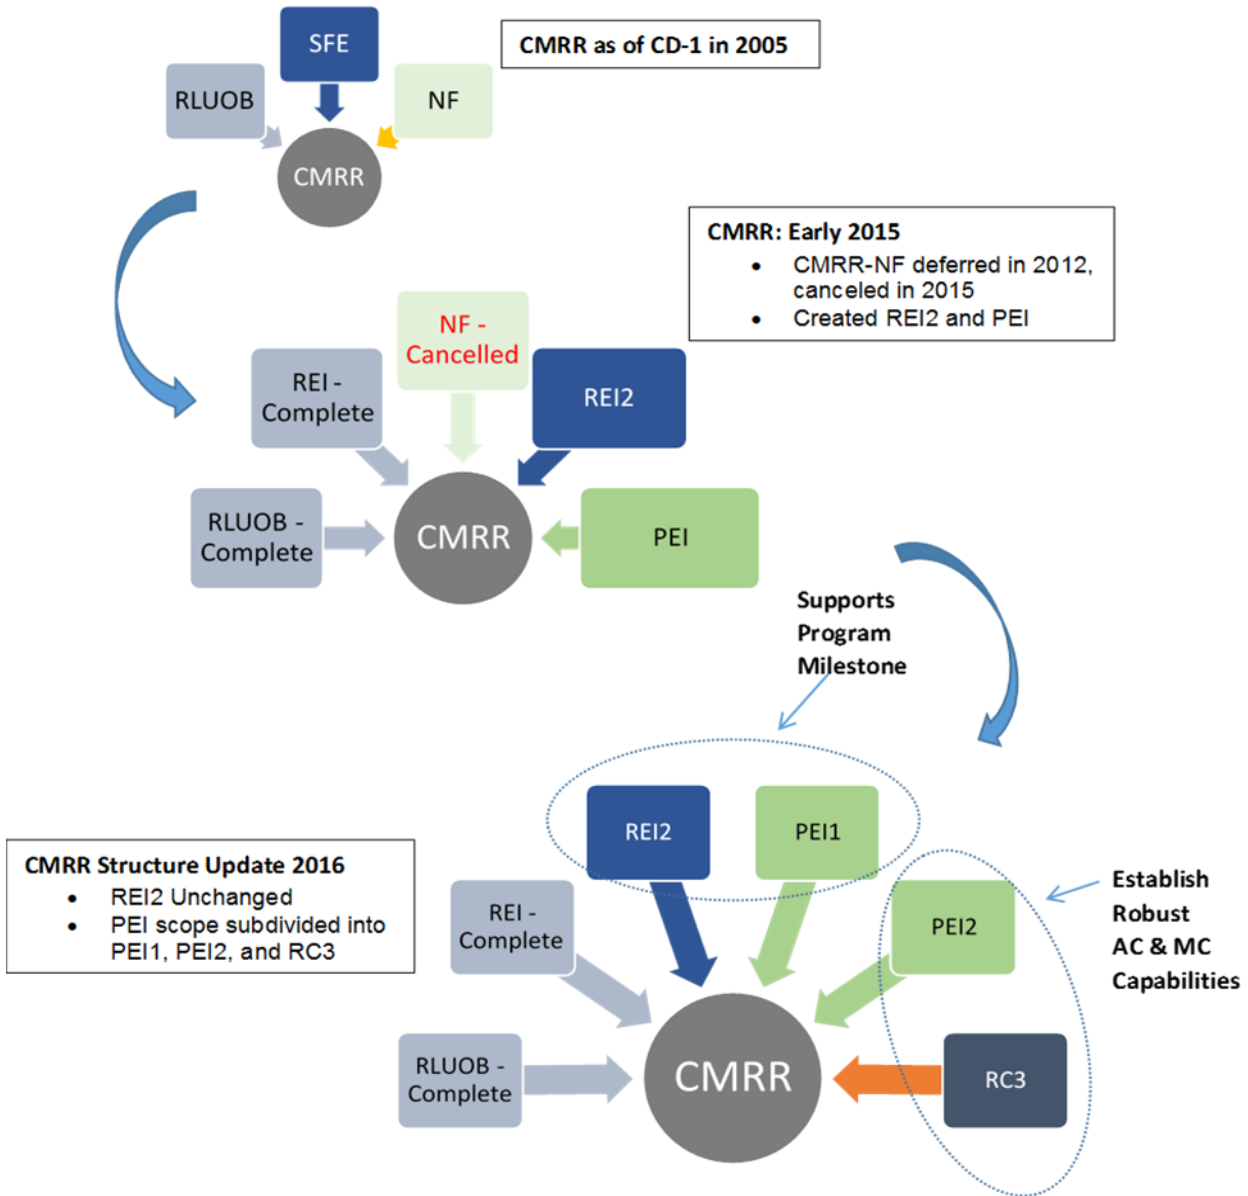 SFE
CMRR as of CD-1 in 2005
RLUOB
NF
CMRR
CMRR: Early 2015
• CMRR-NF deferred in 2012,
canceled in 2015
• Created REI2 and PEI
NF -
Cancelled
REI -
Complete
REI2
RLUOB -
Complete
CMRR
PEI
Supports
Program
Milestone
REI2
PEI1
CMRR Structure Update 2016
• REI2 Unchanged
• PEI scope subdivided into
PEI1, PEI2, and RC3
REI -
Complete
PEI2
Establish
Robust
AC & MC
Capabilities
RLUOB -
Complete
CMRR
RC3